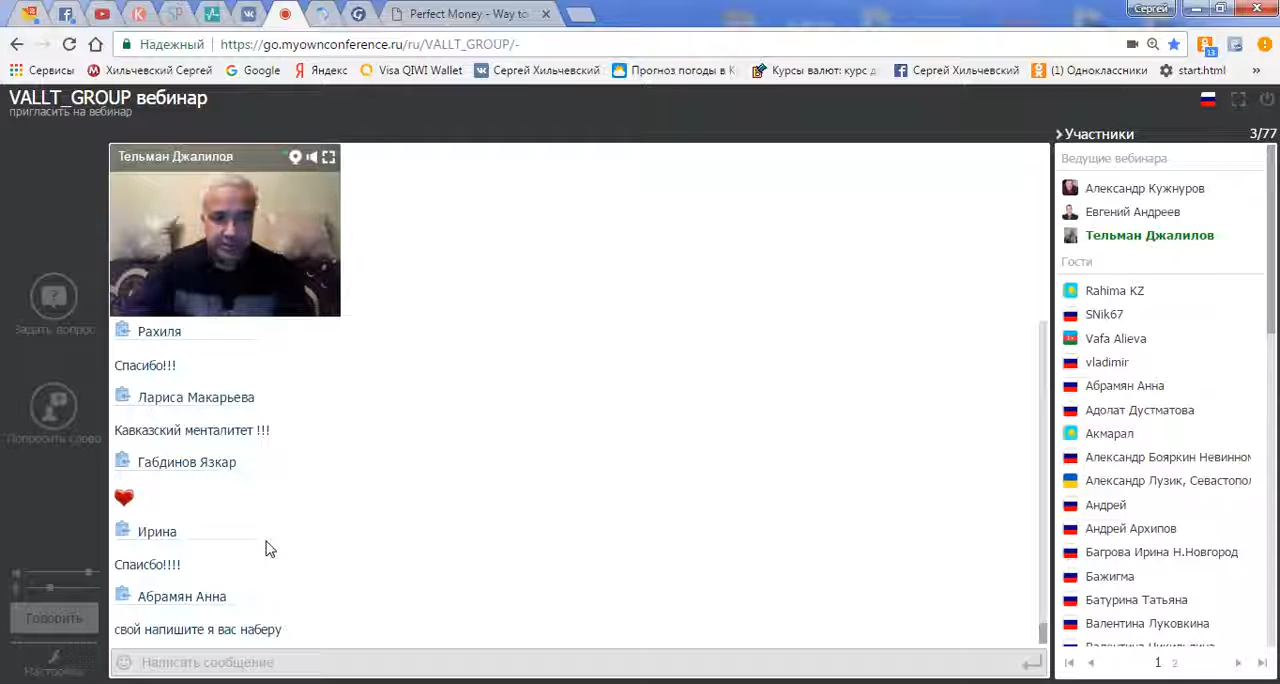 Perfect Money - Way to
Сергей
Надежный
https://go.myownconference.ru/ru/VALLT_GROUP/-
13
Сервисы
Хильчевский Сергей
Google
Яндекс
Visa QIWI Wallet
Сергей Хильчевский
Прогноз погоды в К
Курсы валют: курс д
Сергей Хильчевский
(1) Одноклассники
start.html
VALLT_GROUP вебинар
пригласить на вебинар
Участники 3/77
Ведущие вебинара
Александр Кужнуров
Евгений Андреев
Тельман Джалилов
Гости
Rahima KZ
SNik67
Vafa Alieva
vladimir
Абрамян Анна
Адолат Дустматова
Акмарал
Александр Бояркин Невинном
Александр Лузик, Севастопол
Андрей
Андрей Архипов
Багрова Ирина Н.Новгород
Бажигма
Батурина Татьяна
Валентина Луковкина
1 2
Тельман Джалилов
Рахиля
Спасибо!!!
Лариса Макарьева
Кавказский менталитет !!!
Габдинов Язкар
Ирина
Спаисбо!!!!
Абрамян Анна
свой напишите я вас наберу
Написать сообщение
Задать вопрос
Попросить слово
Говорить
Настройки